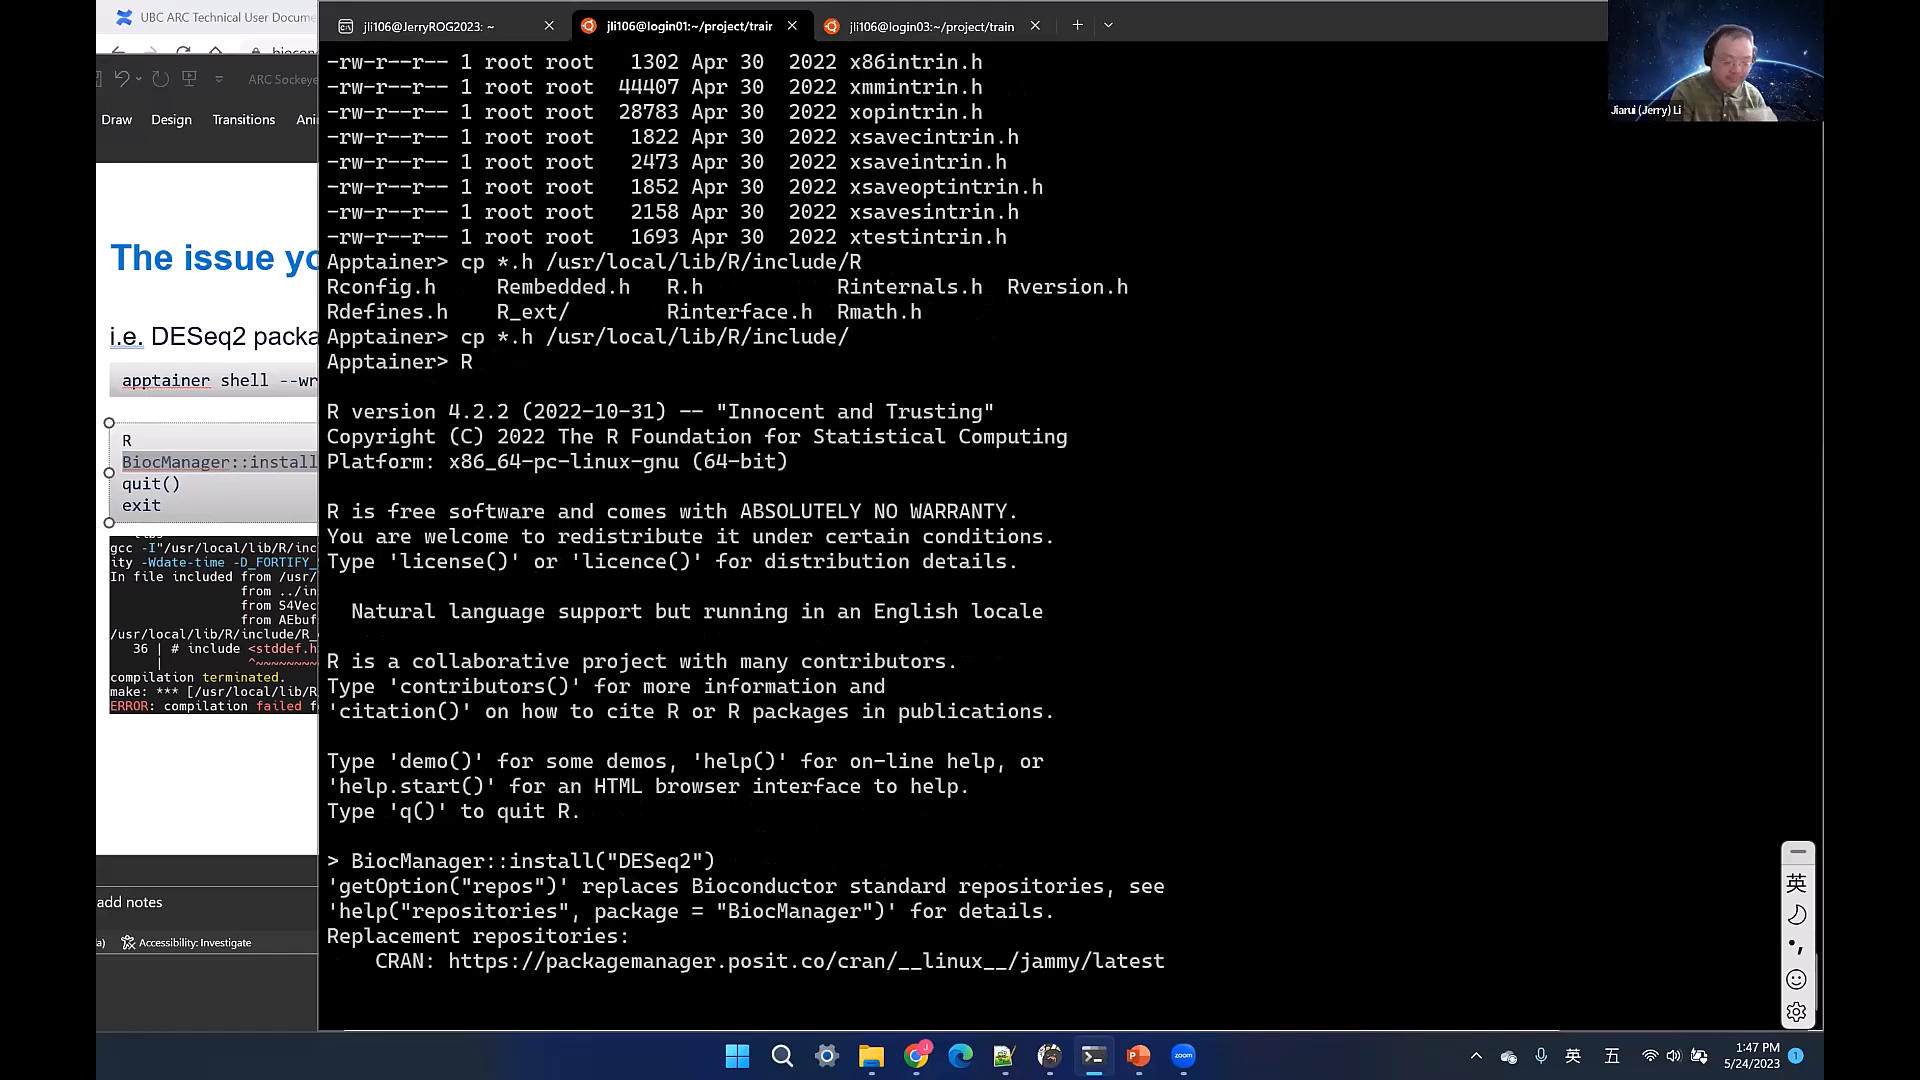 UBC ARC Technical User Docume
jli106@JerryROG2023: ~
jli106@login01:~/project/trair
jli106@login03:~/project/train
ARC Sockeye
Draw Design Transitions Ani
The issue yo
i.e. DESeq2 packa
apptainer shell --wr
R
BiocManager::install
quit()
exit
gcc -I"/usr/local/lib/R/inc
ity -Wdate-time -D_FORTIFY_
In file included from /usr/
from ../in
from S4Vec
from AEbuf
/usr/local/lib/R/include/R_
36 | # include <stddef.h
| ^~~~~~~~~
compilation terminated.
make: *** [/usr/local/lib/R
ERROR: compilation failed f
add notes
Accessibility: Investigate
-rw-r--r-- 1 root root 1302 Apr 30 2022 x86intrin.h
-rw-r--r-- 1 root root 44407 Apr 30 2022 xmmintrin.h
-rw-r--r-- 1 root root 28783 Apr 30 2022 xopintrin.h
-rw-r--r-- 1 root root 1822 Apr 30 2022 xsavecintrin.h
-rw-r--r-- 1 root root 2473 Apr 30 2022 xsaveintrin.h
-rw-r--r-- 1 root root 1852 Apr 30 2022 xsaveoptintrin.h
-rw-r--r-- 1 root root 2158 Apr 30 2022 xsavesintrin.h
-rw-r--r-- 1 root root 1693 Apr 30 2022 xtestintrin.h
Apptainer> cp *.h /usr/local/lib/R/include/R
Rconfig.h Rembedded.h R.h Rinternals.h Rversion.h
Rdefines.h R_ext/ Rinterface.h Rmath.h
Apptainer> cp *.h /usr/local/lib/R/include/
Apptainer> R
R version 4.2.2 (2022-10-31) -- "Innocent and Trusting"
Copyright (C) 2022 The R Foundation for Statistical Computing
Platform: x86_64-pc-linux-gnu (64-bit)
R is free software and comes with ABSOLUTELY NO WARRANTY.
You are welcome to redistribute it under certain conditions.
Type 'license()' or 'licence()' for distribution details.
Natural language support but running in an English locale
R is a collaborative project with many contributors.
Type 'contributors()' for more information and
'citation()' on how to cite R or R packages in publications.
Type 'demo()' for some demos, 'help()' for on-line help, or
'help.start()' for an HTML browser interface to help.
Type 'q()' to quit R.
> BiocManager::install("DESeq2")
'getOption("repos")' replaces Bioconductor standard repositories, see
'help("repositories", package = "BiocManager")' for details.
Replacement repositories:
CRAN: https://packagemanager.posit.co/cran/__linux__/jammy/latest
Jiarui (Jerry) Li
英
zoom
英
五
1:47 PM
5/24/2023
1